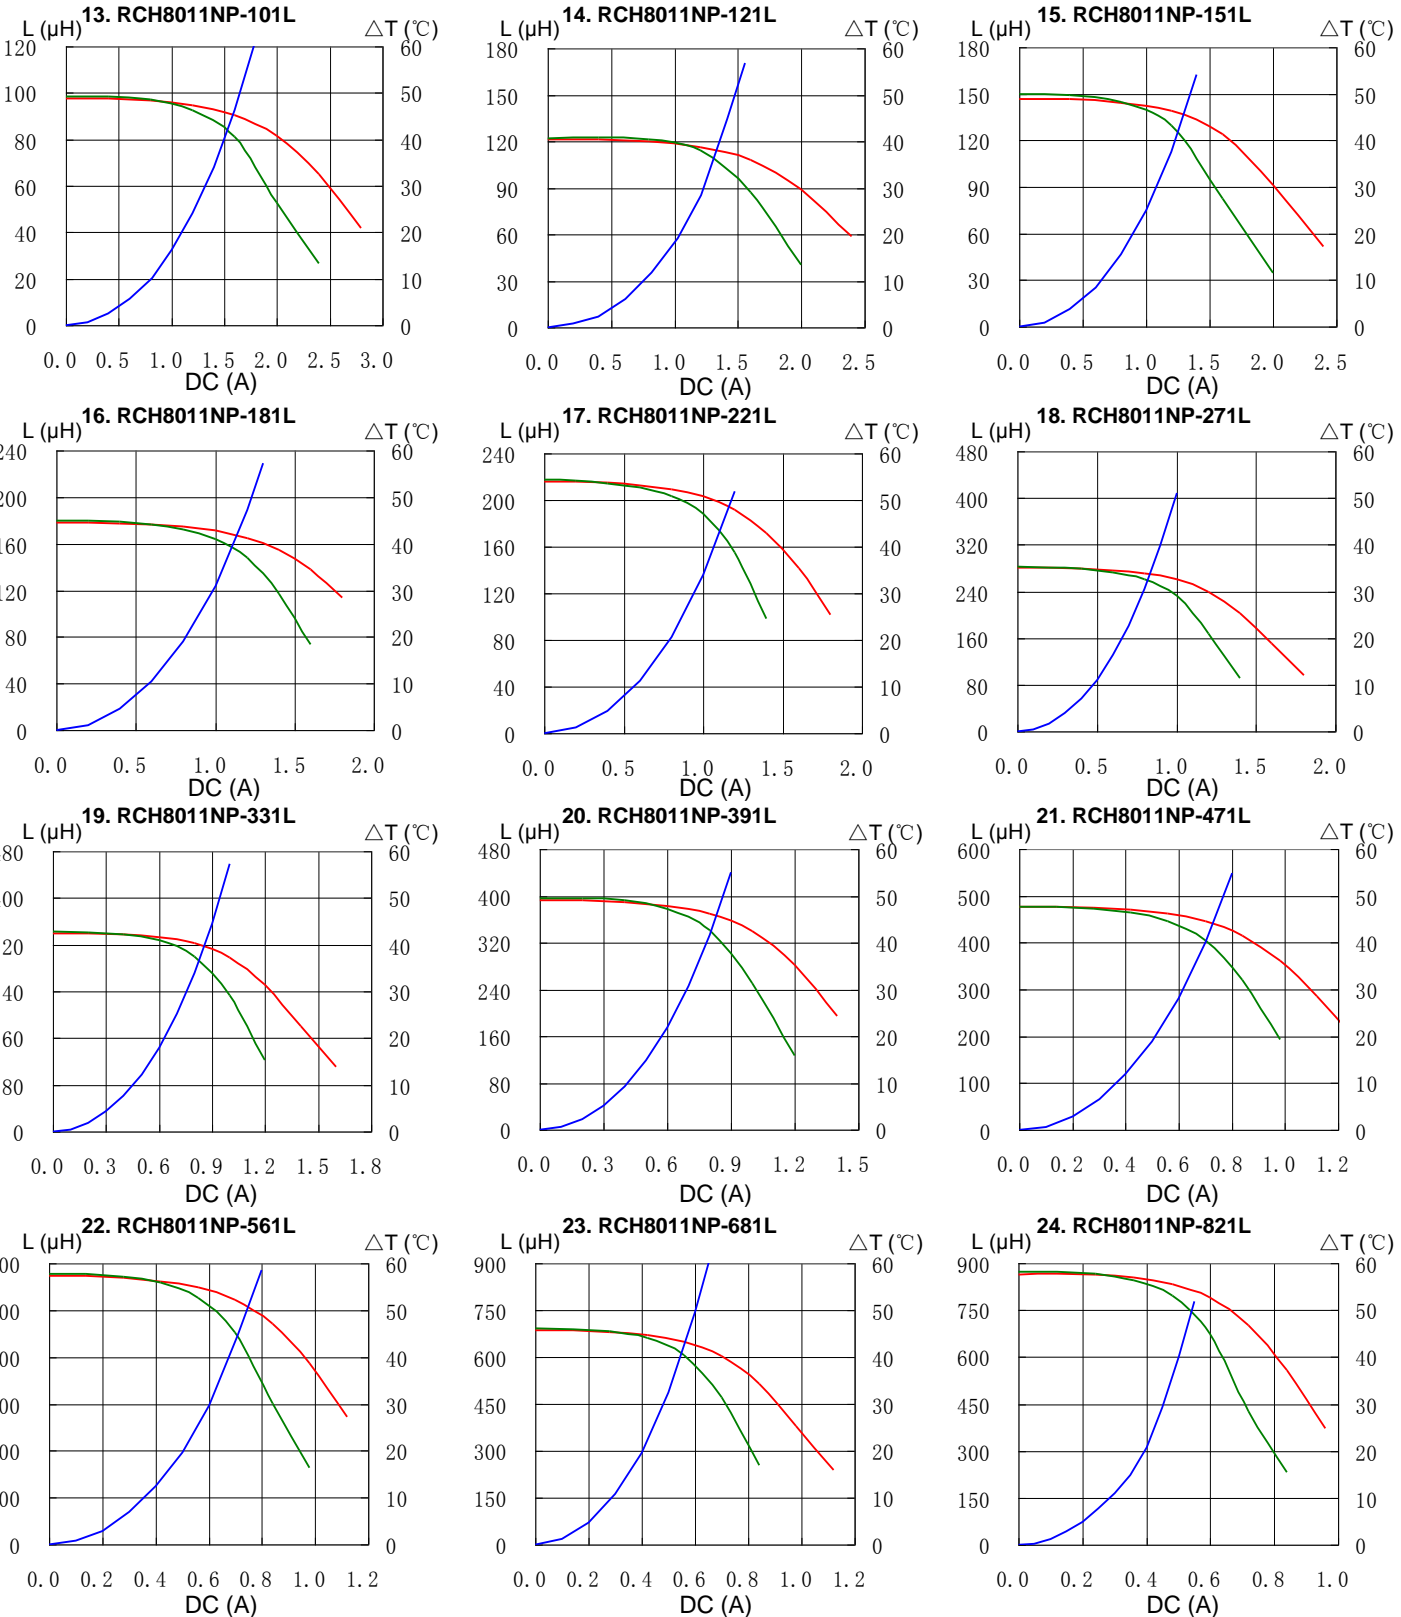 13. RCH8011NP-101L
L (μH) △T (℃)
120 60
100 50
80 40
60 30
40 20
20 10
0 0
0.0 0.5 1.0 1.5 2.0 2.5 3.0
DC (A)
14. RCH8011NP-121L
L (μH) △T (℃)
180 60
150 50
120 40
90 30
60 20
30 10
0 0
0.0 0.5 1.0 1.5 2.0 2.5
DC (A)
15. RCH8011NP-151L
L (μH) △T (℃)
180 60
150 50
120 40
90 30
60 20
30 10
0 0
0.0 0.5 1.0 1.5 2.0 2.5
DC (A)
16. RCH8011NP-181L
L (μH) △T (℃)
240 60
200 50
160 40
120 30
80 20
40 10
0 0
0.0 0.5 1.0 1.5 2.0
DC (A)
17. RCH8011NP-221L
L (μH) △T (℃)
240 60
200 50
160 40
120 30
80 20
40 10
0 0
0.0 0.5 1.0 1.5 2.0
DC (A)
18. RCH8011NP-271L
L (μH) △T (℃)
480 60
400 50
320 40
240 30
160 20
80 10
0 0
0.0 0.5 1.0 1.5 2.0
DC (A)
19. RCH8011NP-331L
L (μH) △T (℃)
80 60
00 50
20 40
40 30
60 20
80 10
0 0
0.0 0.3 0.6 0.9 1.2 1.5 1.8
DC (A)
20. RCH8011NP-391L
L (μH) △T (℃)
480 60
400 50
320 40
240 30
160 20
80 10
0 0
0.0 0.3 0.6 0.9 1.2 1.5
DC (A)
21. RCH8011NP-471L
L (μH) △T (℃)
600 60
500 50
400 40
300 30
200 20
100 10
0 0
0.0 0.2 0.4 0.6 0.8 1.0 1.2
DC (A)
22. RCH8011NP-561L
L (μH) △T (℃)
00 60
00 50
00 40
00 30
00 20
00 10
0 0
0.0 0.2 0.4 0.6 0.8 1.0 1.2
DC (A)
23. RCH8011NP-681L
L (μH) △T (℃)
900 60
750 50
600 40
450 30
300 20
150 10
0 0
0.0 0.2 0.4 0.6 0.8 1.0 1.2
DC (A)
24. RCH8011NP-821L
L (μH) △T (℃)
900 60
750 50
600 40
450 30
300 20
150 10
0 0
0.0 0.2 0.4 0.6 0.8 1.0
DC (A)